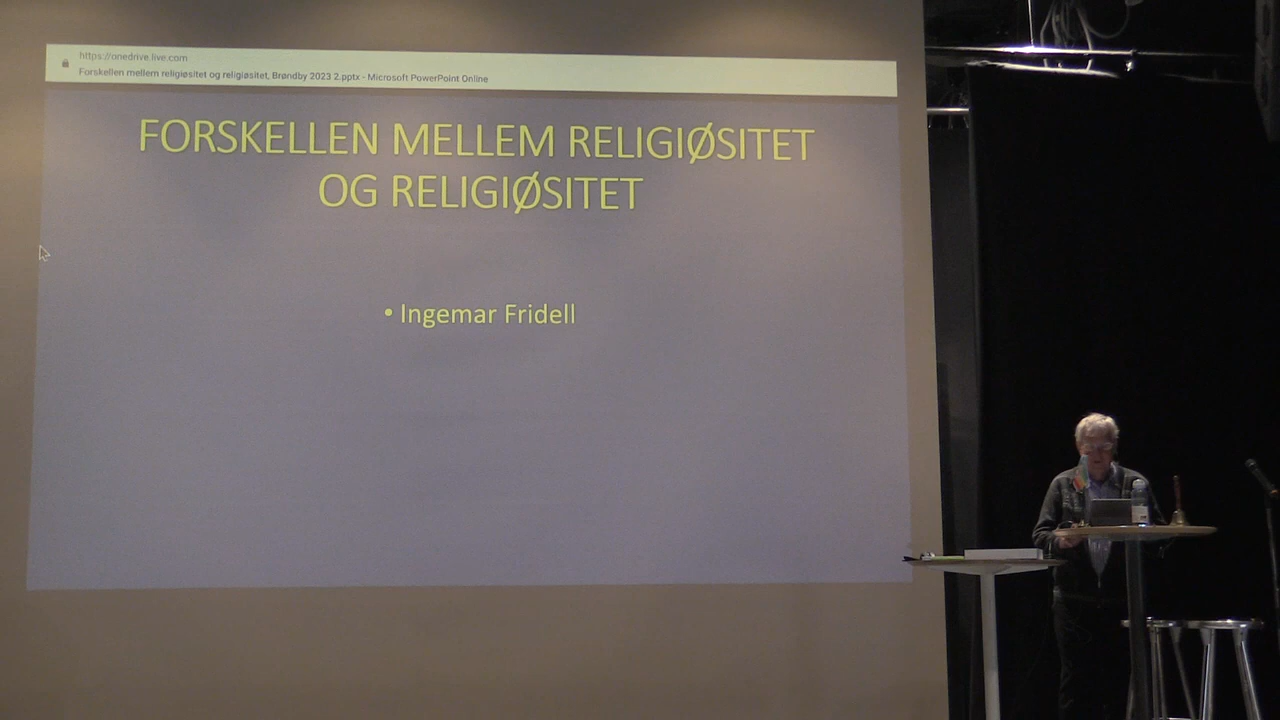 https://onedrive.live.com
Forskellen mellem religiøsitet og religiøsitet, Brøndby 2023 2.pptx - Microsoft PowerPoint Online
FORSKELLEN MELLEM RELIGIØSITET
OG RELIGIØSITET
• Ingemar Fridell